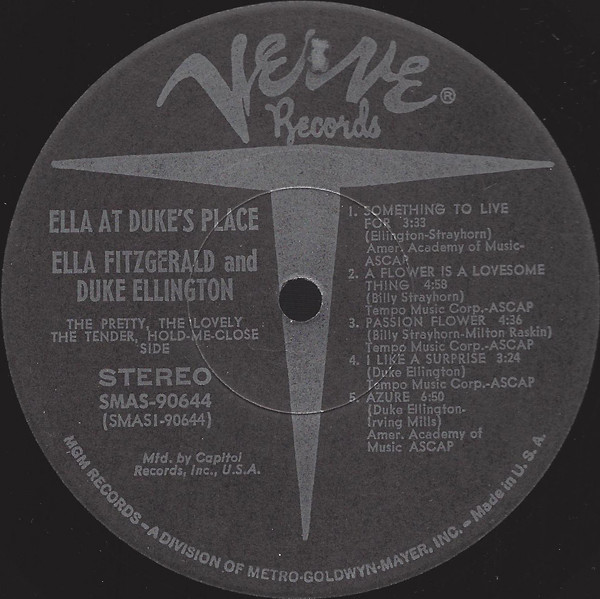 VERVE ®
Records
ELLA AT DUKE'S PLACE
ELLA FITZGERALD and
DUKE ELLINGTON
THE PRETTY, THE LOVELY
THE TENDER, HOLD-ME-CLOSE
SIDE
STEREO
SMAS-90644
(SMAS1-90644)
Mfd. by Capitol
Records, Inc., U.S.A.
1. SOMETHING TO LIVE
FOR 3:33
(Ellington-Strayhorn)
Amer. Academy of Music-
ASCAP
2. A FLOWER IS A LOVESOME
THING 4:58
(Billy Strayhorn)
Tempo Music Corp.-ASCAP
3. PASSION FLOWER 4:36
(Billy Strayhorn-Milton Raskin)
Tempo Music Corp.-ASCAP
4. I LIKE A SURPRISE 3:24
(Duke Ellington)
Tempo Music Corp.-ASCAP
5. AZURE 6:50
(Duke Ellington-
Irving Mills)
Amer. Academy of
Music ASCAP
MGM RECORDS – A DIVISION OF METRO-GOLDWYN-MAYER, INC. – Made in U. S. A.